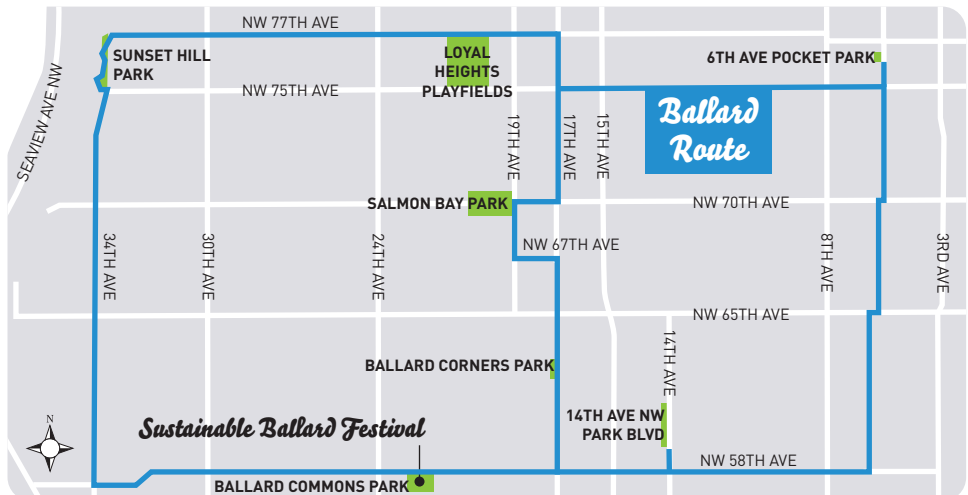 NW 77TH AVE
SUNSET HILL
PARK
LOYAL
HEIGHTS
PLAYFIELDS
6TH AVE POCKET PARK
SEAVIEW AVE NW
NW 75TH AVE
19TH AVE
17TH AVE
15TH AVE
Ballard
Route
SALMON BAY PARK
NW 70TH AVE
34TH AVE
30TH AVE
24TH AVE
NW 67TH AVE
8TH AVE
3RD AVE
NW 65TH AVE
14TH AVE
BALLARD CORNERS PARK
14TH AVE NW
PARK BLVD
N
Sustainable Ballard Festival
NW 58TH AVE
BALLARD COMMONS PARK